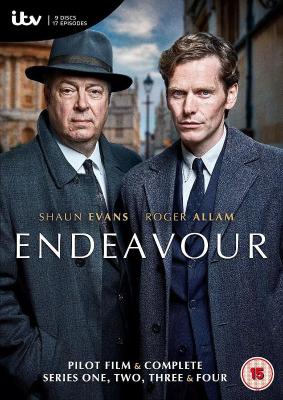 itv
9 DISCS
17 EPISODES
SHAUN EVANS ROGER ALLAM
ENDEAVOUR
PILOT FILM & COMPLETE
SERIES ONE, TWO, THREE & FOUR
15